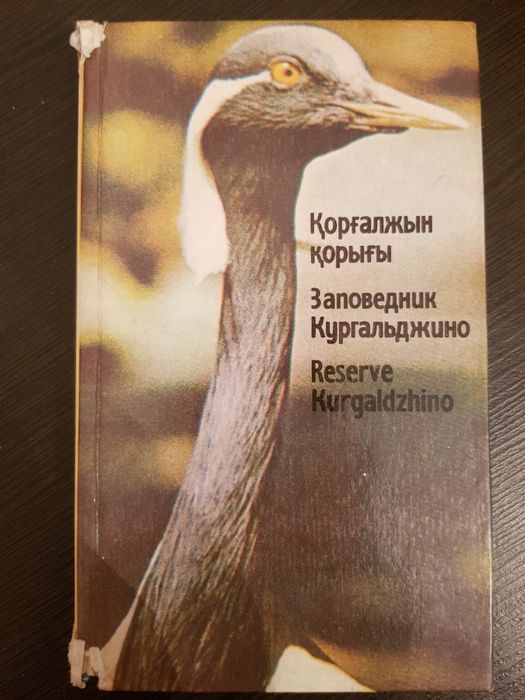 Қорғалжын
қорығы
Заповедник
Кургальджино
Reserve
Kurgaldzhino